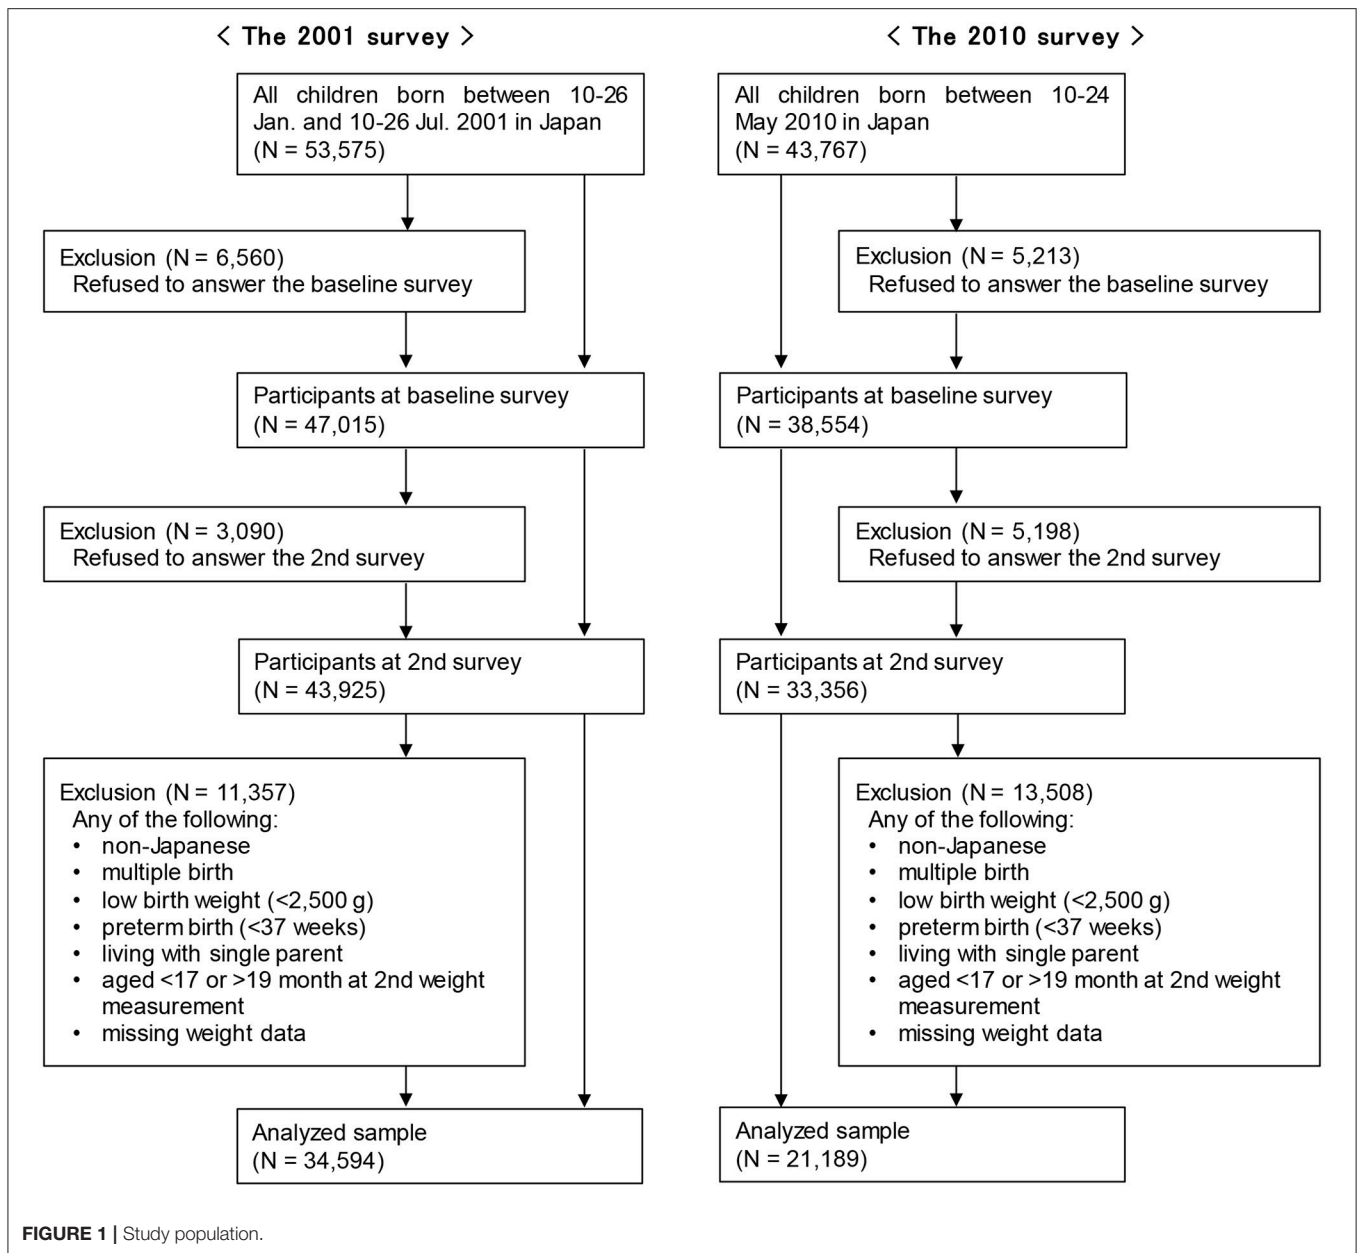 < The 2001 survey >
All children born between 10-26
Jan. and 10-26 Jul. 2001 in Japan
(N = 53,575)
Exclusion (N = 6,560)
Refused to answer the baseline survey
Participants at baseline survey
(N = 47,015)
Exclusion (N = 3,090)
Refused to answer the 2nd survey
Participants at 2nd survey
(N = 43,925)
Exclusion (N = 11,357)
Any of the following:
• non-Japanese
• multiple birth
• low birth weight (<2,500 g)
• preterm birth (<37 weeks)
• living with single parent
• aged <17 or >19 month at 2nd weight
measurement
• missing weight data
Analyzed sample
(N = 34,594)
< The 2010 survey >
All children born between 10-24
May 2010 in Japan
(N = 43,767)
Exclusion (N = 5,213)
Refused to answer the baseline survey
Participants at baseline survey
(N = 38,554)
Exclusion (N = 5,198)
Refused to answer the 2nd survey
Participants at 2nd survey
(N = 33,356)
Exclusion (N = 13,508)
Any of the following:
• non-Japanese
• multiple birth
• low birth weight (<2,500 g)
• preterm birth (<37 weeks)
• living with single parent
• aged <17 or >19 month at 2nd weight
measurement
• missing weight data
Analyzed sample
(N = 21,189)
FIGURE 1 | Study population.